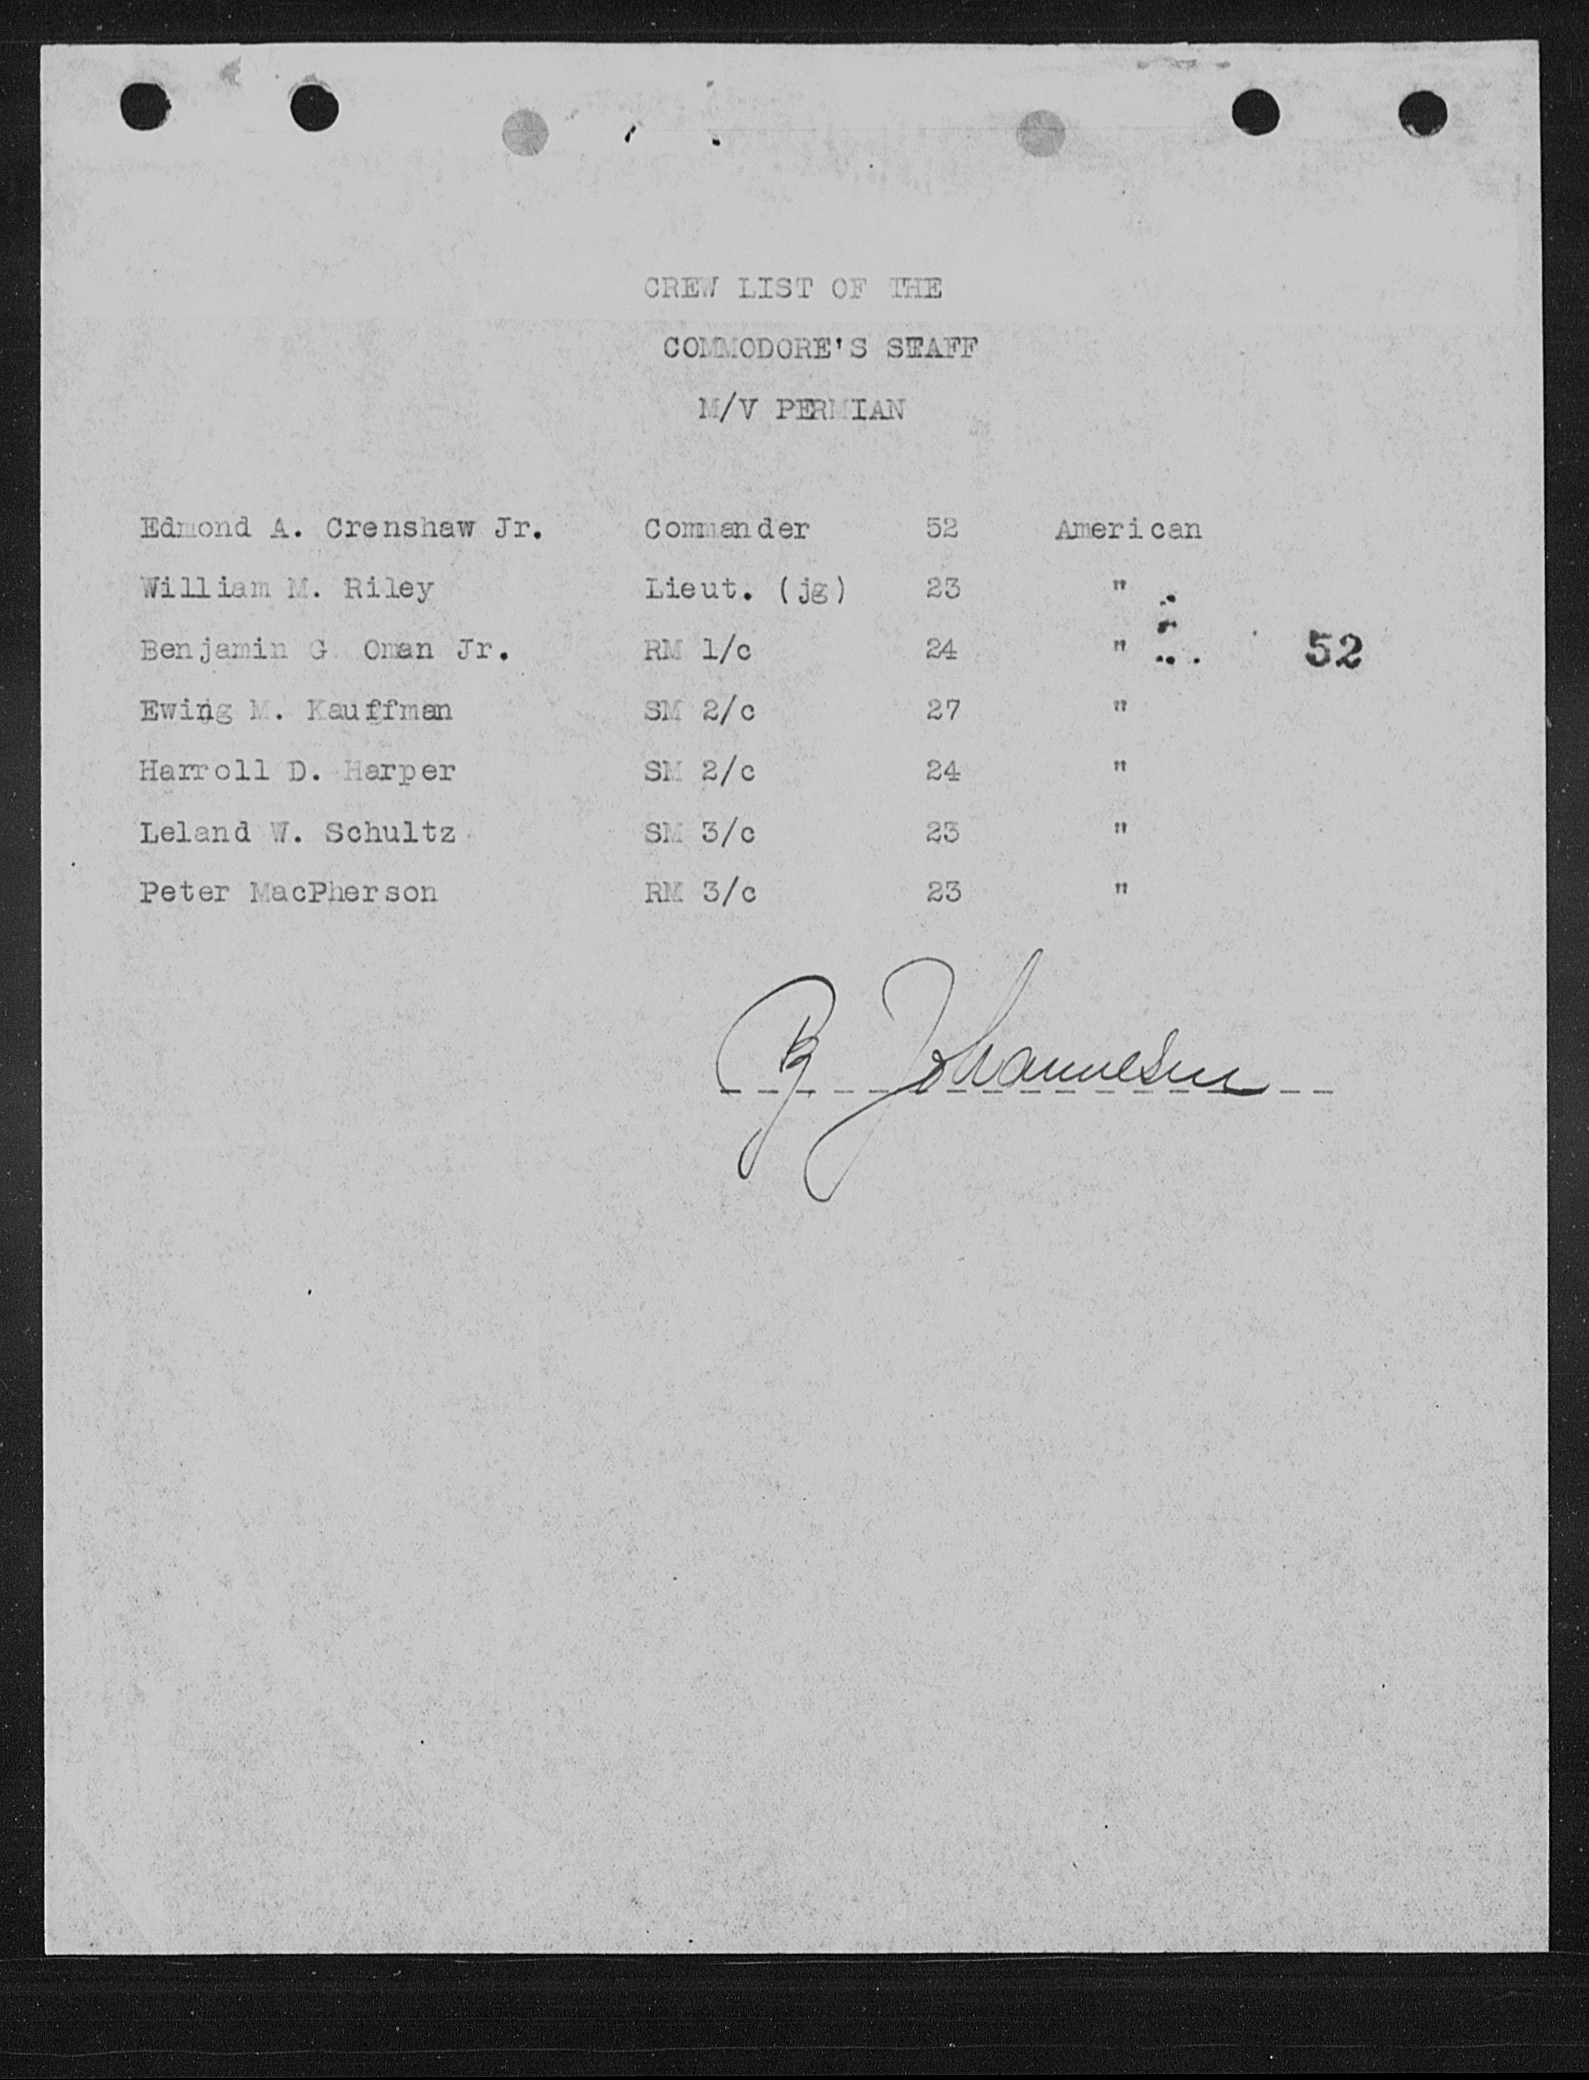 CREW LIST OF THE
COMMODORE'S STAFF
M/V PERMIAN
Edmond A. Crenshaw Jr. Commander 52 American
William M. Riley Lieut. (jg) 23 "
Benjamin G. Oman Jr. RM 1/c 24 " 52
Ewing M. Kauffman SM 2/c 27 "
Harroll D. Harper SM 2/c 24 "
Leland W. Schultz SM 3/c 23 "
Peter MacPherson RM 3/c 23 "
B Johannesen